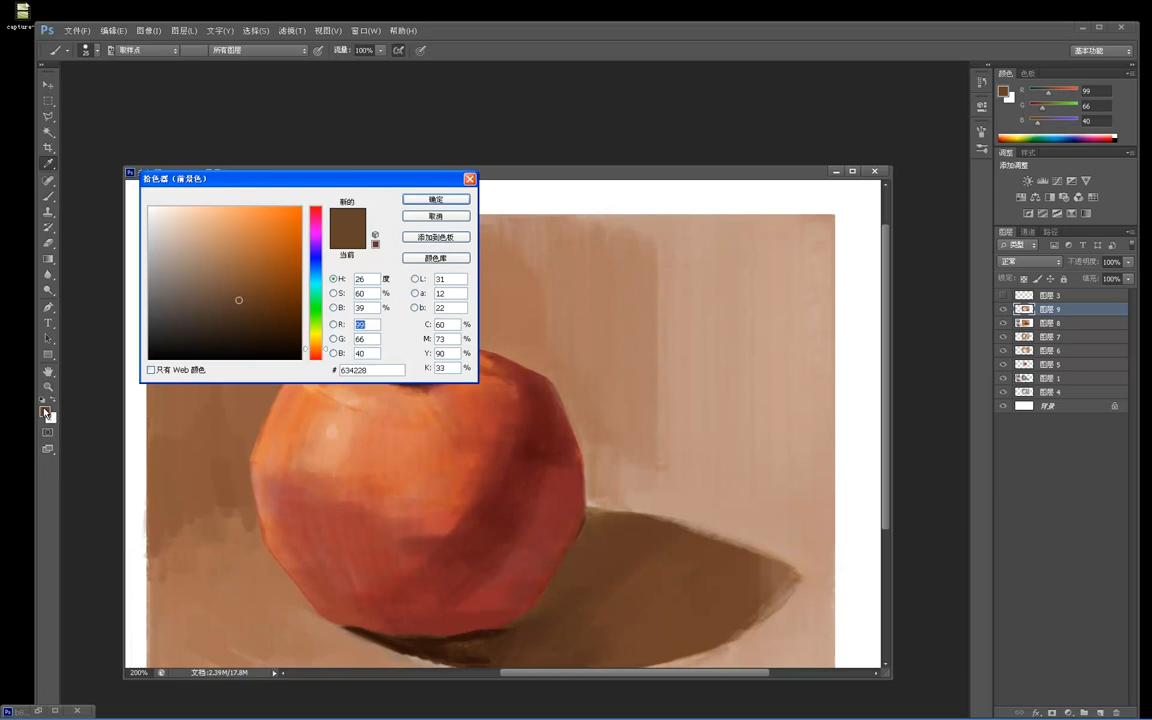 capture
Ps 文件(F) 编辑(E) 图像(I) 图层(L) 文字(Y) 选择(S) 滤镜(T) 视图(V) 窗口(W) 帮助(H)
25 取样点 所有图层 流量: 100% 基本功能
颜色 色板
R 99
G 66
B 40
调整 样式
添加调整
图层 通道 路径
类型
正常 不透明度: 100%
锁定: 填充: 100%
图层 3
图层 9
图层 8
图层 7
图层 6
图层 5
图层 1
图层 4
背景
拾色器（前景色）
新的
当前
确定
取消
添加到色板
颜色库
H: 26 度
S: 60 %
B: 39 %
R: 99
G: 66
B: 40
L: 31
a: 12
b: 22
C: 60 %
M: 73 %
Y: 90 %
K: 33 %
只有 Web 颜色
# 634228
200% 文档:2.39M/17.8M